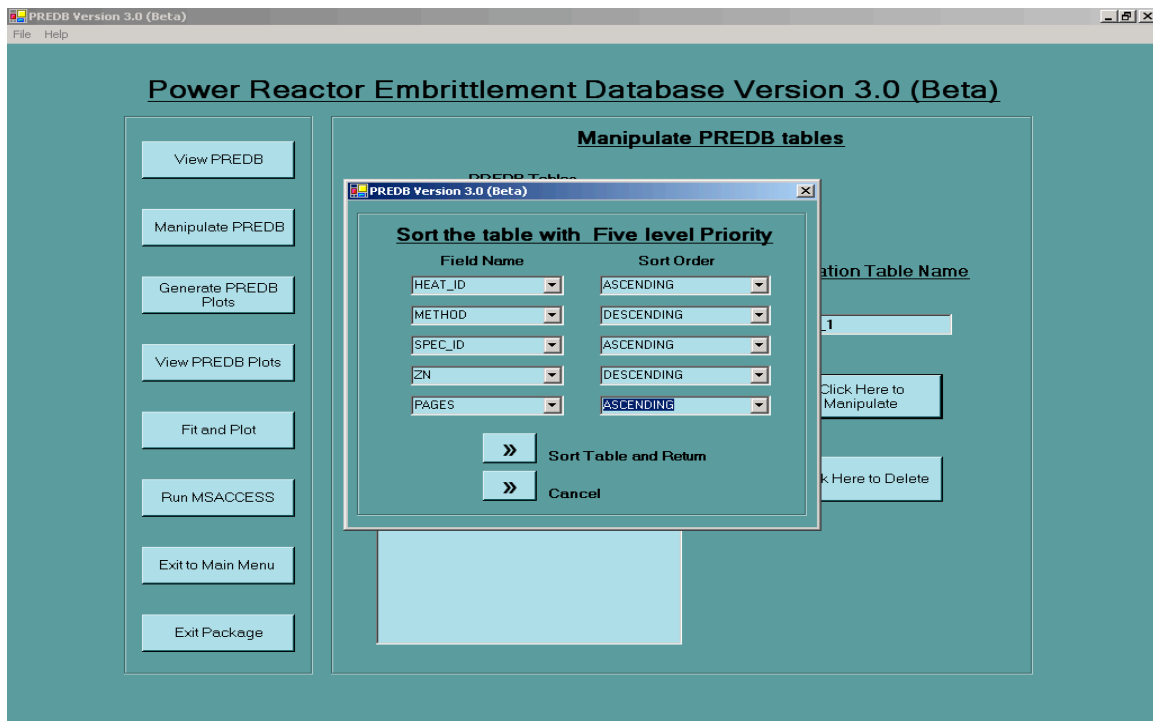 PREDB Version 3.0 (Beta)
File Help
Power Reactor Embrittlement Database Version 3.0 (Beta)
View PREDB
Manipulate PREDB
Generate PREDB
Plots
View PREDB Plots
Fit and Plot
Run MSACCESS
Exit to Main Menu
Exit Package
Manipulate PREDB tables
PREDB Tables
PREDB Version 3.0 (Beta)
Sort the table with Five level Priority
Field Name Sort Order
HEAT_ID ASCENDING
METHOD DESCENDING
SPEC_ID ASCENDING
ZN DESCENDING
PAGES ASCENDING
» Sort Table and Return
» Cancel
ation Table Name
_1
Click Here to
Manipulate
k Here to Delete